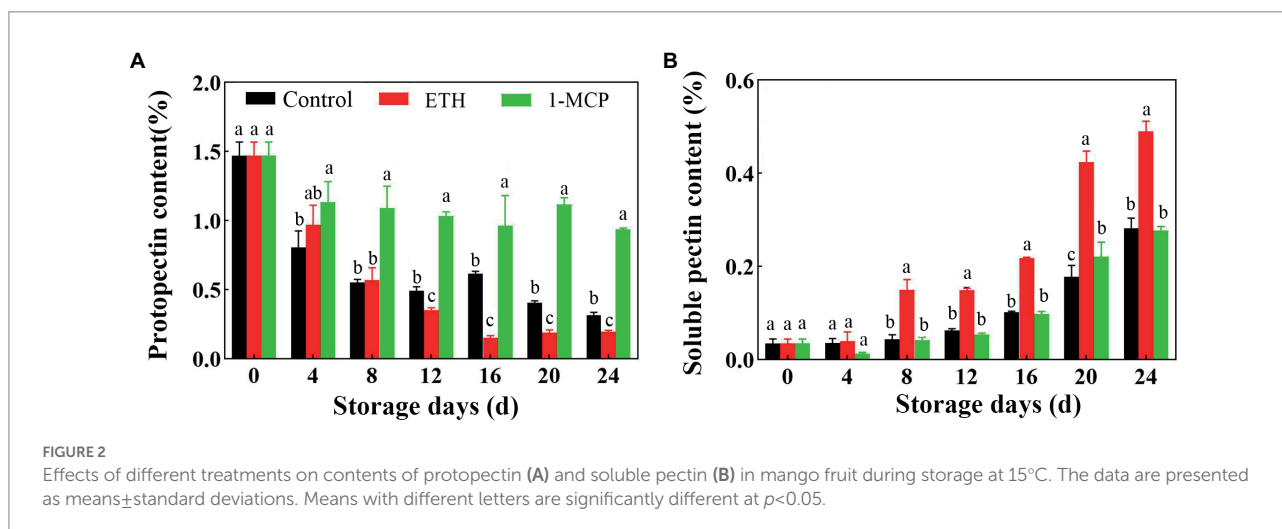 A
B
Protopectin content(%)
2.0
1.5
1.0
0.5
0.0
Control ETH 1-MCP
a a a
b ab a
b b a
b c a
b c a
b c a
b c a
0 4 8 12 16 20 24
Storage days (d)
Soluble pectin content (%)
0.6
0.4
0.2
0.0
a a a
a a a
b a b
b a b
b a b
c a b
b a b
0 4 8 12 16 20 24
Storage days (d)
FIGURE 2
Effects of different treatments on contents of protopectin (A) and soluble pectin (B) in mango fruit during storage at 15°C. The data are presented
as means±standard deviations. Means with different letters are significantly different at p<0.05.